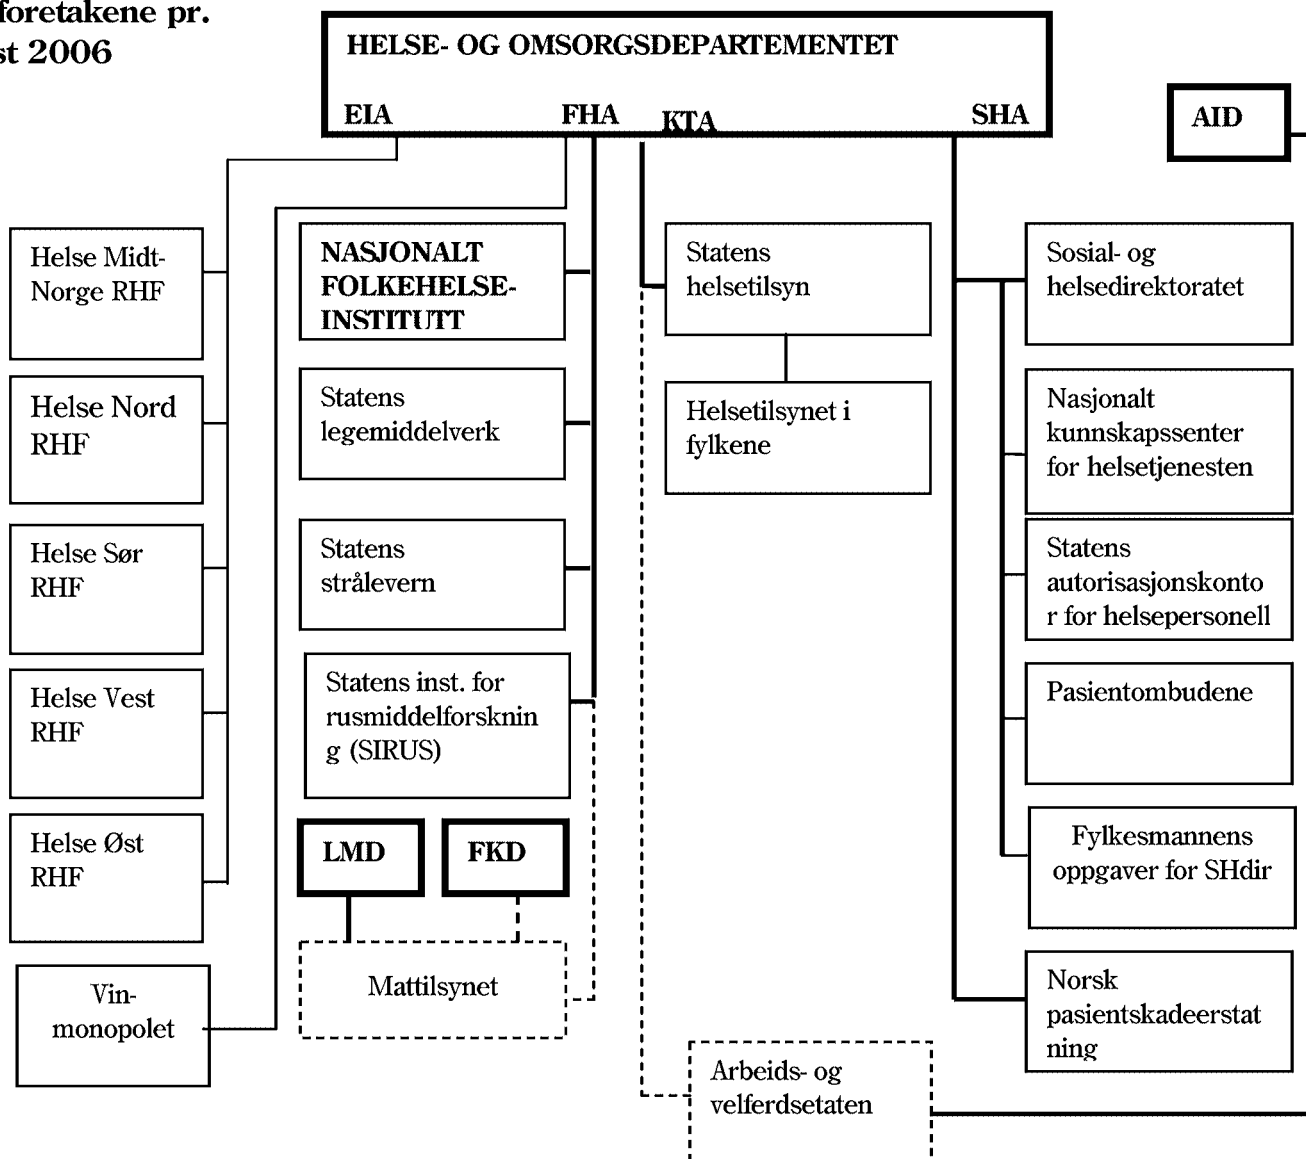 foretakene pr.
st 2006
HELSE- OG OMSORGSDEPARTEMENTET
EIA
FHA
KTA
SHA
AID
Helse Midt-
Norge RHF
Helse Nord
RHF
Helse Sør
RHF
Helse Vest
RHF
Helse Øst
RHF
Vin-
monopolet
NASJONALT
FOLKEHELSE-
INSTITUTT
Statens
legemiddelverk
Statens
strålevern
Statens inst. for
rusmiddelforsknin
g (SIRUS)
LMD
FKD
Mattilsynet
Statens
helsetilsyn
Helsetilsynet i
fylkene
Arbeids- og
velferdsetaten
Sosial- og
helsedirektoratet
Nasjonalt
kunnskapssenter
for helsetjenesten
Statens
autorisasjonskonto
r for helsepersonell
Pasientombudene
Fylkesmannens
oppgaver for SHdir
Norsk
pasientskadeerstat
ning